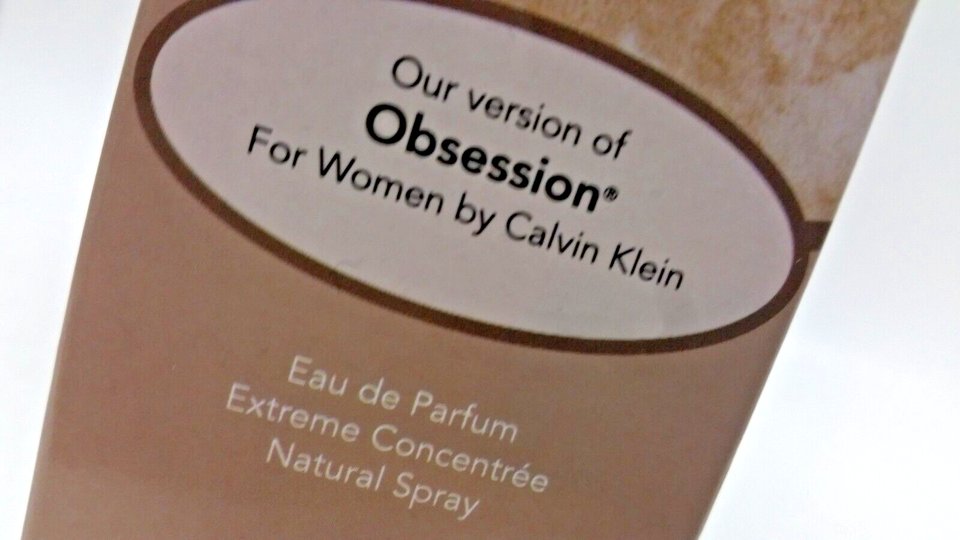 Our version of
Obsession®
For Women by Calvin Klein
Eau de Parfum
Extreme Concentrée
Natural Spray